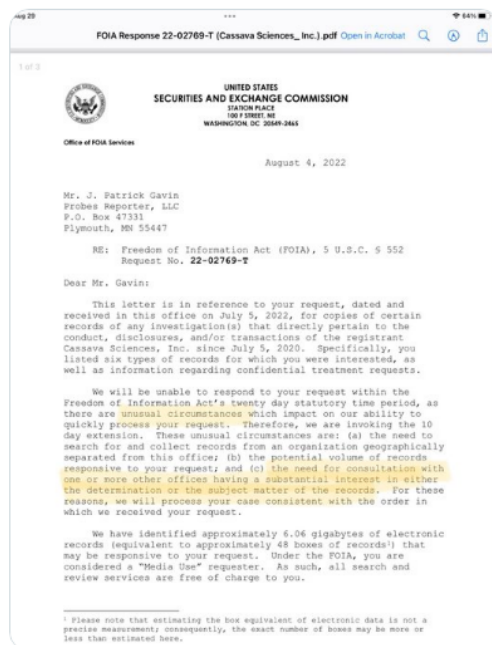 Aug 29
64%
FOIA Response 22-02769-T (Cassava Sciences_ Inc.).pdf Open in Acrobat
1 of 3
UNITED STATES
SECURITIES AND EXCHANGE COMMISSION
STATION PLACE
100 F STREET, NE
WASHINGTON, DC 20549-2465
Office of FOIA Services
August 4, 2022
Mr. J. Patrick Gavin
Probes Reporter, LLC
P.O. Box 47331
Plymouth, MN 55447
RE: Freedom of Information Act (FOIA), 5 U.S.C. § 552
Request No. 22-02769-T
Dear Mr. Gavin:
This letter is in reference to your request, dated and
received in this office on July 5, 2022, for copies of certain
records of any investigation(s) that directly pertain to the
conduct, disclosures, and/or transactions of the registrant
Cassava Sciences, Inc. since July 5, 2020. Specifically, you
listed six types of records for which you were interested, as
well as information regarding confidential treatment requests.
We will be unable to respond to your request within the
Freedom of Information Act's twenty day statutory time period, as
there are unusual circumstances which impact on our ability to
quickly process your request. Therefore, we are invoking the 10
day extension. These unusual circumstances are: (a) the need to
search for and collect records from an organization geographically
separated from this office; (b) the potential volume of records
responsive to your request; and (c) the need for consultation with
one or more other offices having a substantial interest in either
the determination or the subject matter of the records. For these
reasons, we will process your case consistent with the order in
which we received your request.
We have identified approximately 6.06 gigabytes of electronic
records (equivalent to approximately 48 boxes of records¹) that
may be responsive to your request. Under the FOIA, you are
considered a "Media Use" requester. As such, all search and
review services are free of charge to you.
¹ Please note that estimating the box equivalent of electronic data is not a
precise measurement; consequently, the exact number of boxes may be more or
less than estimated here.